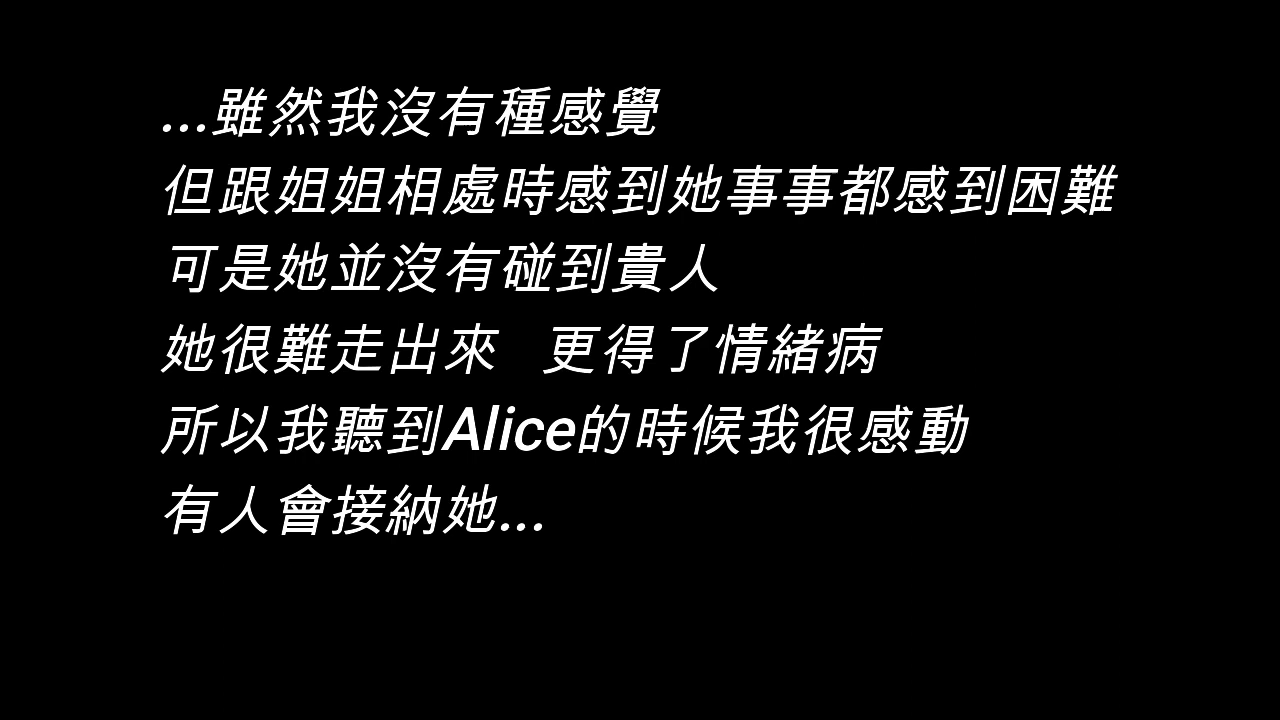 ...雖然我沒有種感覺
但跟姐姐相處時感到她事事都感到困難
可是她並沒有碰到貴人
她很難走出來 更得了情緒病
所以我聽到Alice的時候我很感動
有人會接納她...